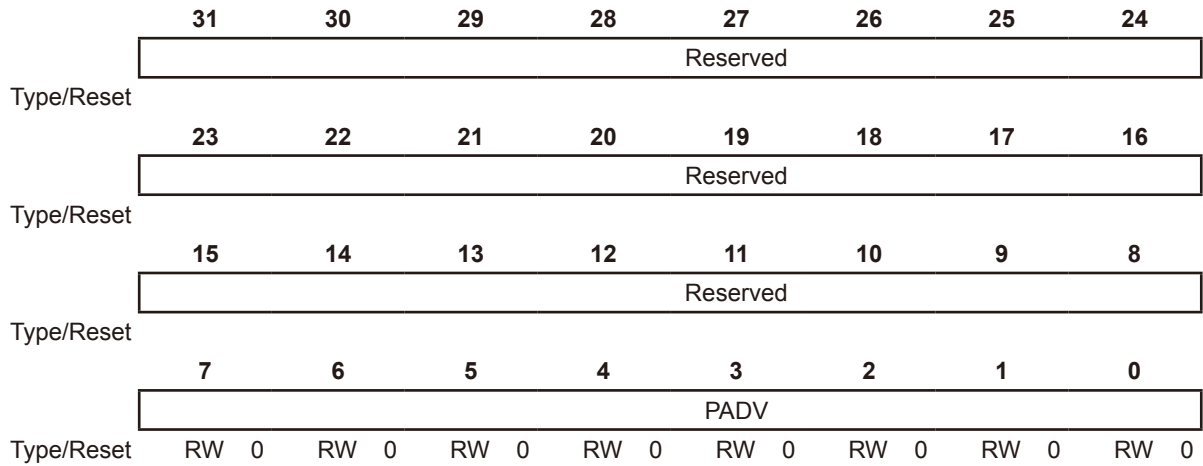 31 30 29 28 27 26 25 24
Reserved
Type/Reset
23 22 21 20 19 18 17 16
Reserved
Type/Reset
15 14 13 12 11 10 9 8
Reserved
Type/Reset
7 6 5 4 3 2 1 0
PADV
Type/Reset RW 0 RW 0 RW 0 RW 0 RW 0 RW 0 RW 0 RW 0